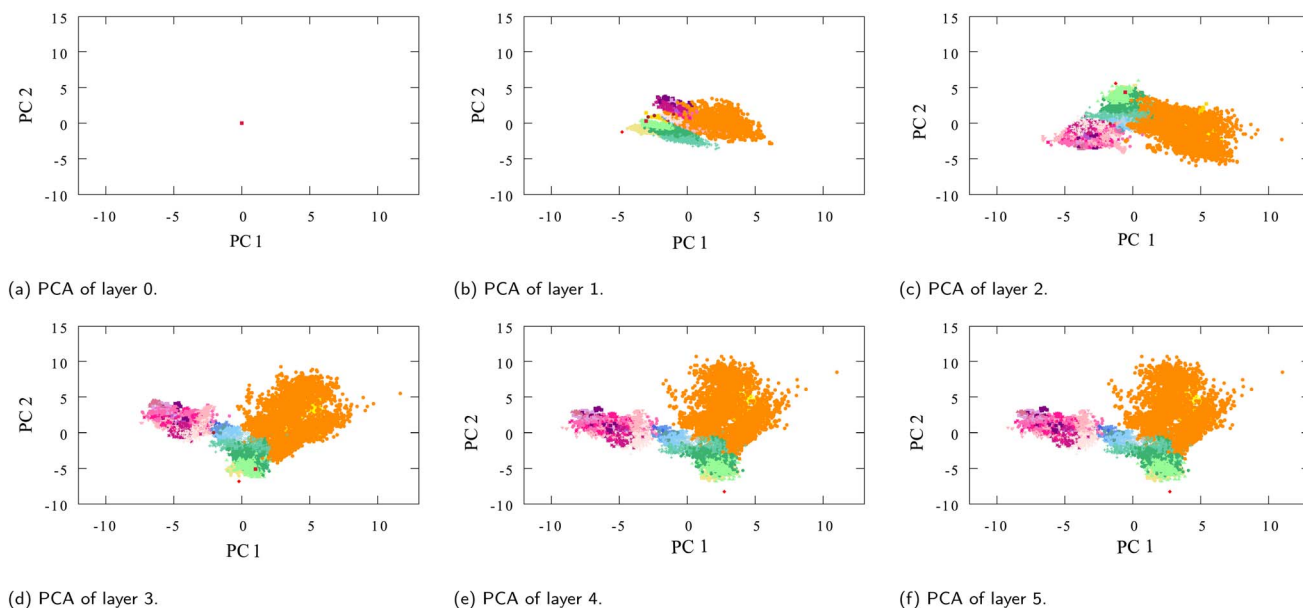 15
10
5
0
-5
-10
PC 2
-10 -5 0 5 10
PC 1
(a) PCA of layer 0.
15
10
5
0
-5
-10
PC 2
-10 -5 0 5 10
PC 1
(b) PCA of layer 1.
15
10
5
0
-5
-10
PC 2
-10 -5 0 5 10
PC 1
(c) PCA of layer 2.
15
10
5
0
-5
-10
PC 2
-10 -5 0 5 10
PC 1
(d) PCA of layer 3.
15
10
5
0
-5
-10
PC 2
-10 -5 0 5 10
PC 1
(e) PCA of layer 4.
15
10
5
0
-5
-10
PC 2
-10 -5 0 5 10
PC 1
(f) PCA of layer 5.